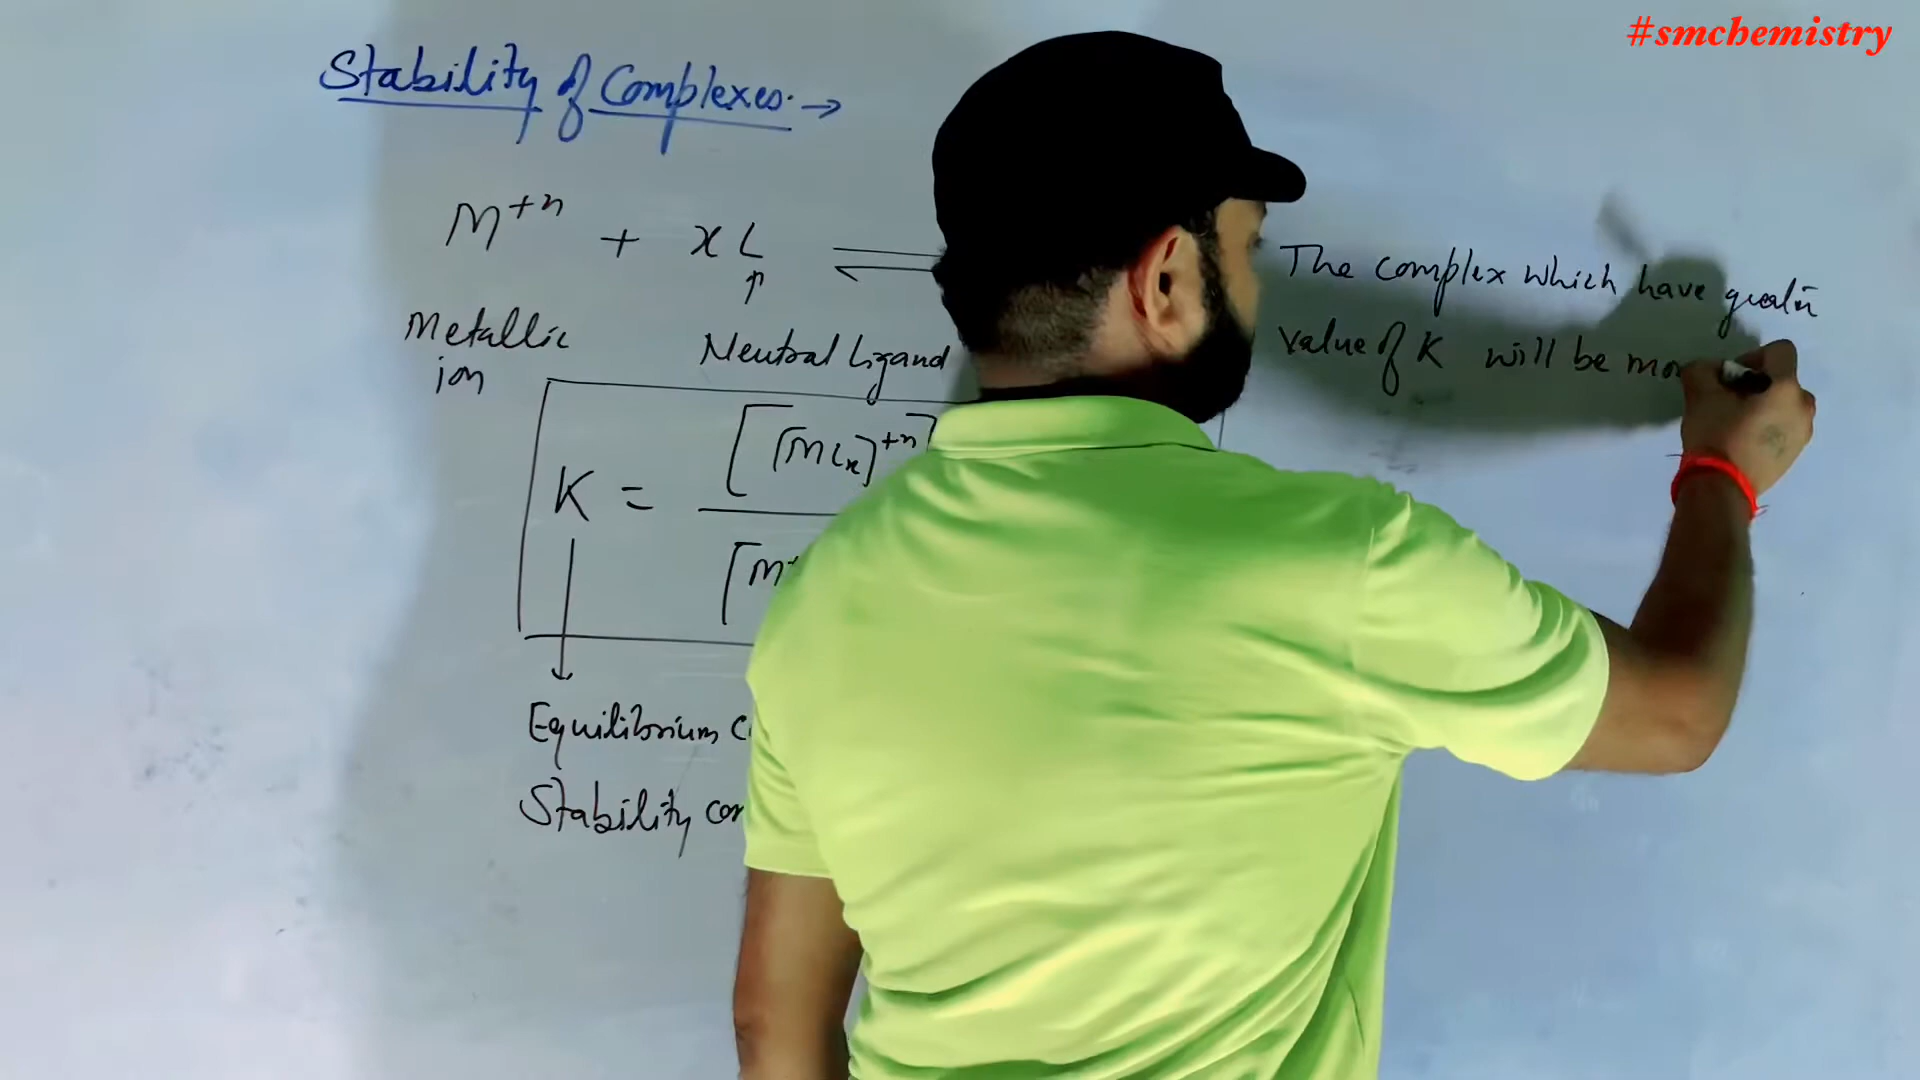 #smchemistry
Stability of Complexes. →
M⁺ⁿ + x L ⇌
↑
Metallic ion
Neutral Ligand
K = [[MLx]⁺ⁿ]
[M⁺
Equilibrium
Stability
The complex which have greater
value of K will be